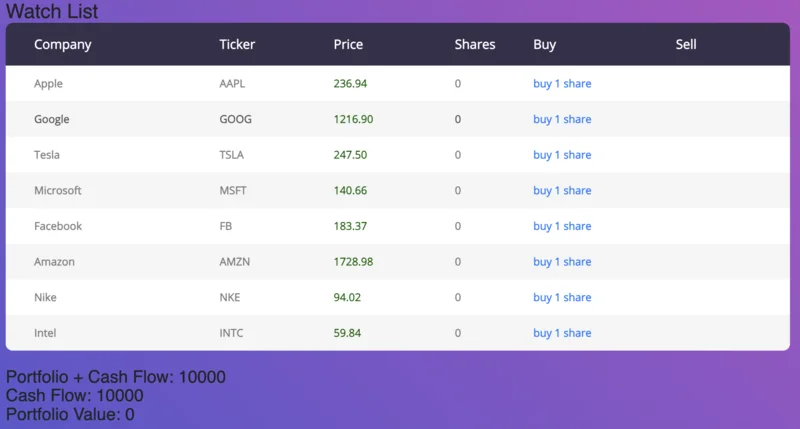 Watch List
Company Ticker Price Shares Buy Sell
Apple AAPL 236.94 0 buy 1 share
Google GOOG 1216.90 0 buy 1 share
Tesla TSLA 247.50 0 buy 1 share
Microsoft MSFT 140.66 0 buy 1 share
Facebook FB 183.37 0 buy 1 share
Amazon AMZN 1728.98 0 buy 1 share
Nike NKE 94.02 0 buy 1 share
Intel INTC 59.84 0 buy 1 share
Portfolio + Cash Flow: 10000
Cash Flow: 10000
Portfolio Value: 0